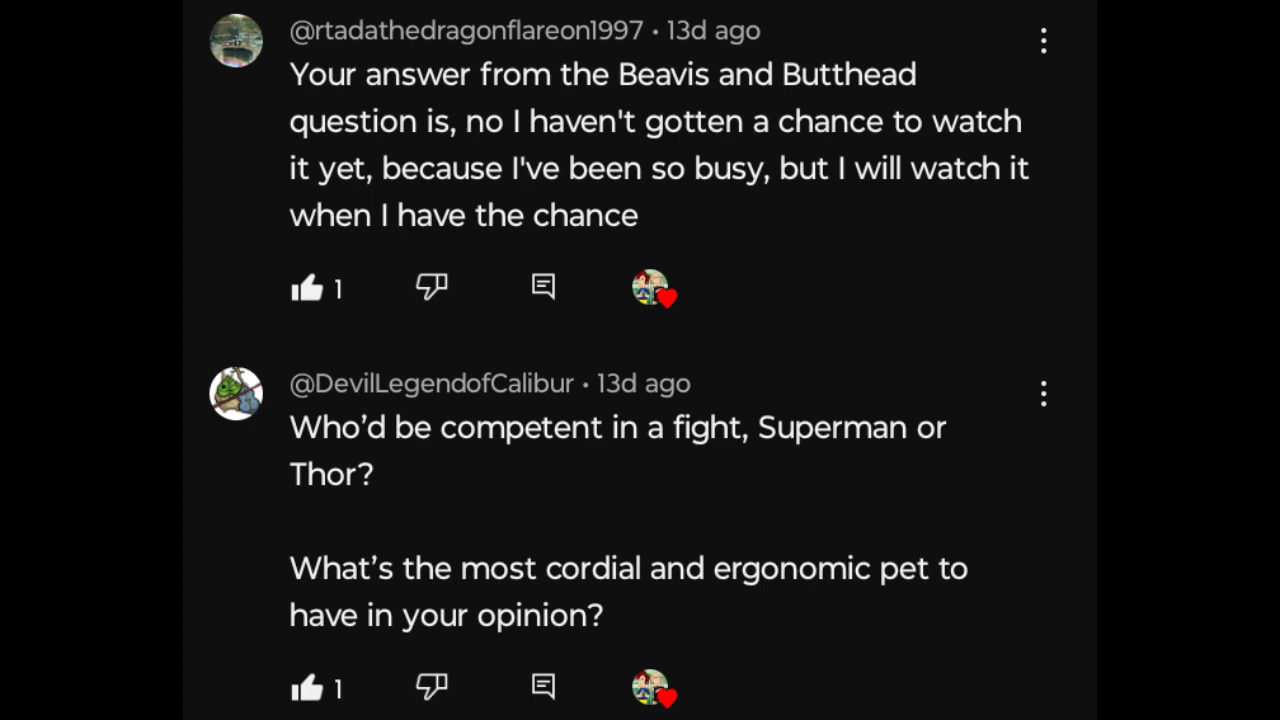 @rtadathedragonflareon1997 • 13d ago
Your answer from the Beavis and Butthead
question is, no I haven't gotten a chance to watch
it yet, because I've been so busy, but I will watch it
when I have the chance
1
@DevilLegendofCalibur • 13d ago
Who’d be competent in a fight, Superman or
Thor?
What’s the most cordial and ergonomic pet to
have in your opinion?
1